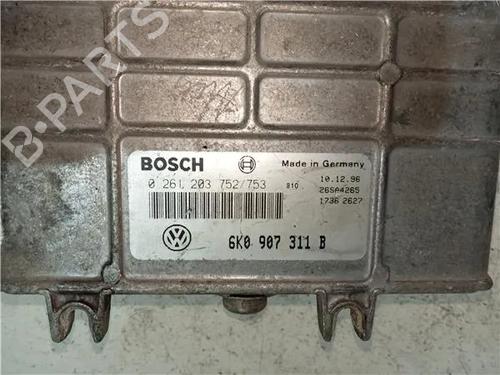 B-PARTS
BOSCH Made in Germany
0 261 203 752/753 B10 10.12.96
26SA4265
1736 2627
6K0 907 311 B